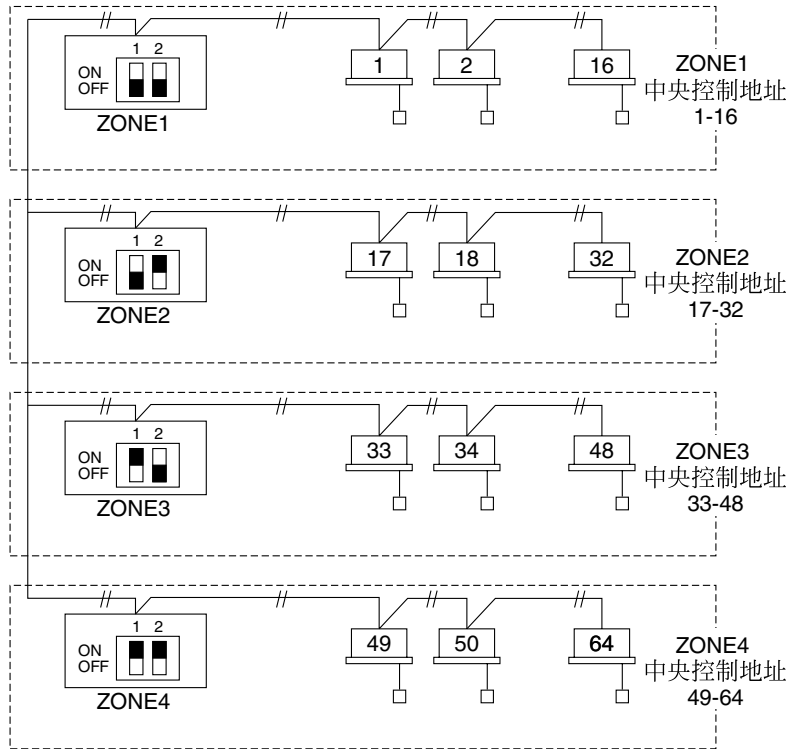 1 2
ON
OFF
ZONE1
1
2
16
ZONE1
中央控制地址
1-16
1 2
ON
OFF
ZONE2
17
18
32
ZONE2
中央控制地址
17-32
1 2
ON
OFF
ZONE3
33
34
48
ZONE3
中央控制地址
33-48
1 2
ON
OFF
ZONE4
49
50
64
ZONE4
中央控制地址
49-64